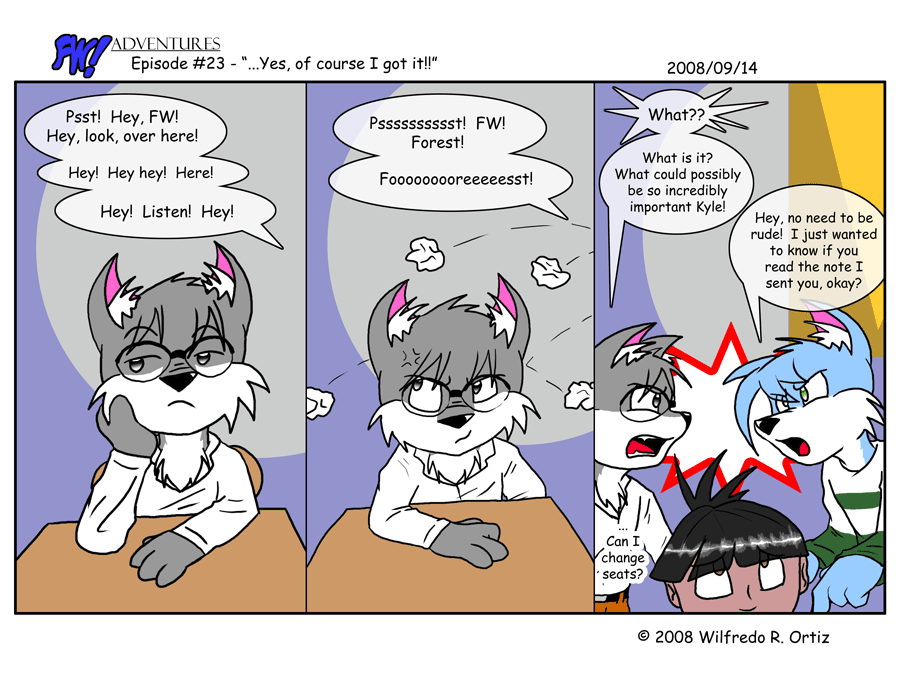 FW! ADVENTURES
Episode #23 - “...Yes, of course I got it!!”
2008/09/14
Psst! Hey, FW!
Hey, look, over here!
Hey! Hey hey! Here!
Hey! Listen! Hey!
Psssssssssst! FW!
Forest!
Foooooooooreeeeeesst!
What??
What is it?
What could possibly
be so incredibly
important Kyle!
Hey, no need to be
rude! I just wanted
to know if you
read the note I
sent you, okay?
...
Can I
change
seats?
© 2008 Wilfredo R. Ortiz